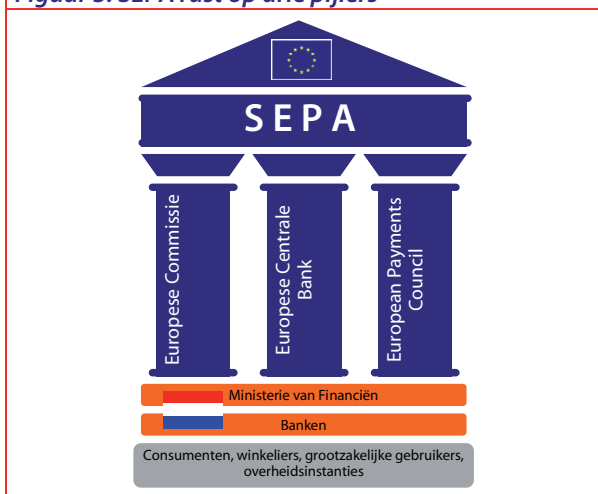 Figuur 3: SEPA rust op drie pijlers
SEPA
Europese Commissie
Europese Centrale
Bank
European Payments
Council
Ministerie van Financiën
Banken
Consumenten, winkeliers, grootzakelijke gebruikers,
overheidsinstanties